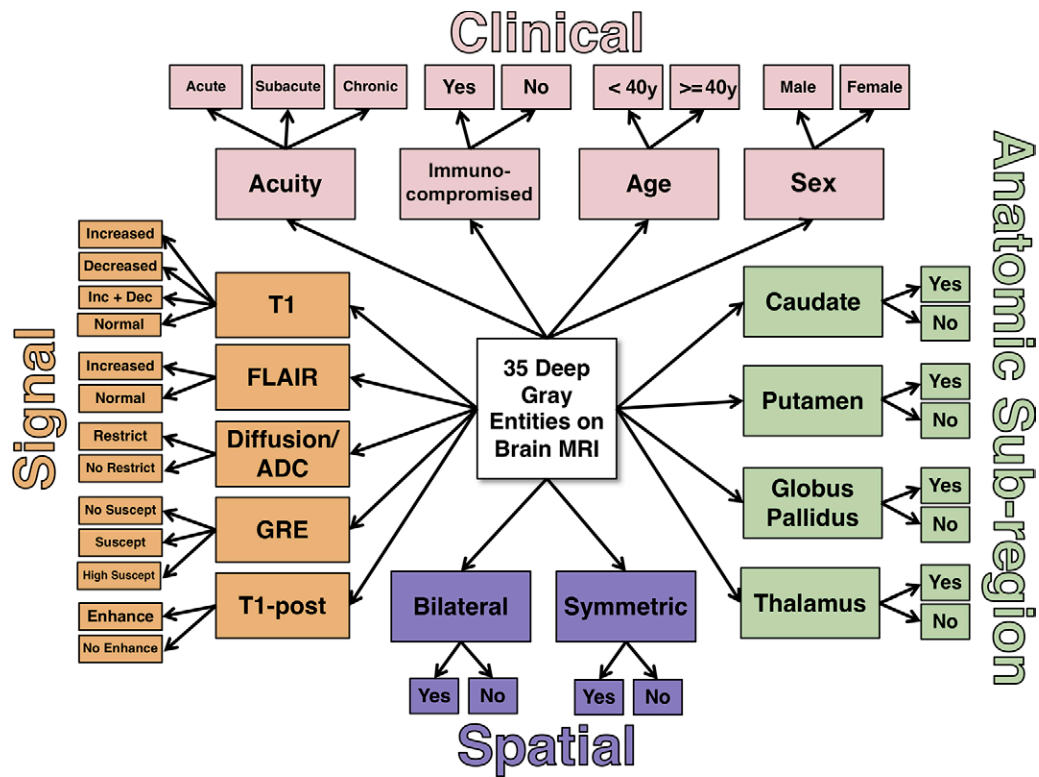 Clinical
Acute
Subacute
Chronic
Yes
No
< 40y
>= 40y
Male
Female
Acuity
Immuno-
compromised
Age
Sex
Signal
Increased
Decreased
Inc + Dec
Normal
T1
Increased
Normal
FLAIR
Restrict
No Restrict
Diffusion/
ADC
No Suscept
Suscept
High Suscept
GRE
Enhance
No Enhance
T1-post
35 Deep
Gray
Entities on
Brain MRI
Anatomic Sub-region
Caudate
Yes
No
Putamen
Yes
No
Globus
Pallidus
Yes
No
Thalamus
Yes
No
Bilateral
Symmetric
Yes
No
Yes
No
Spatial